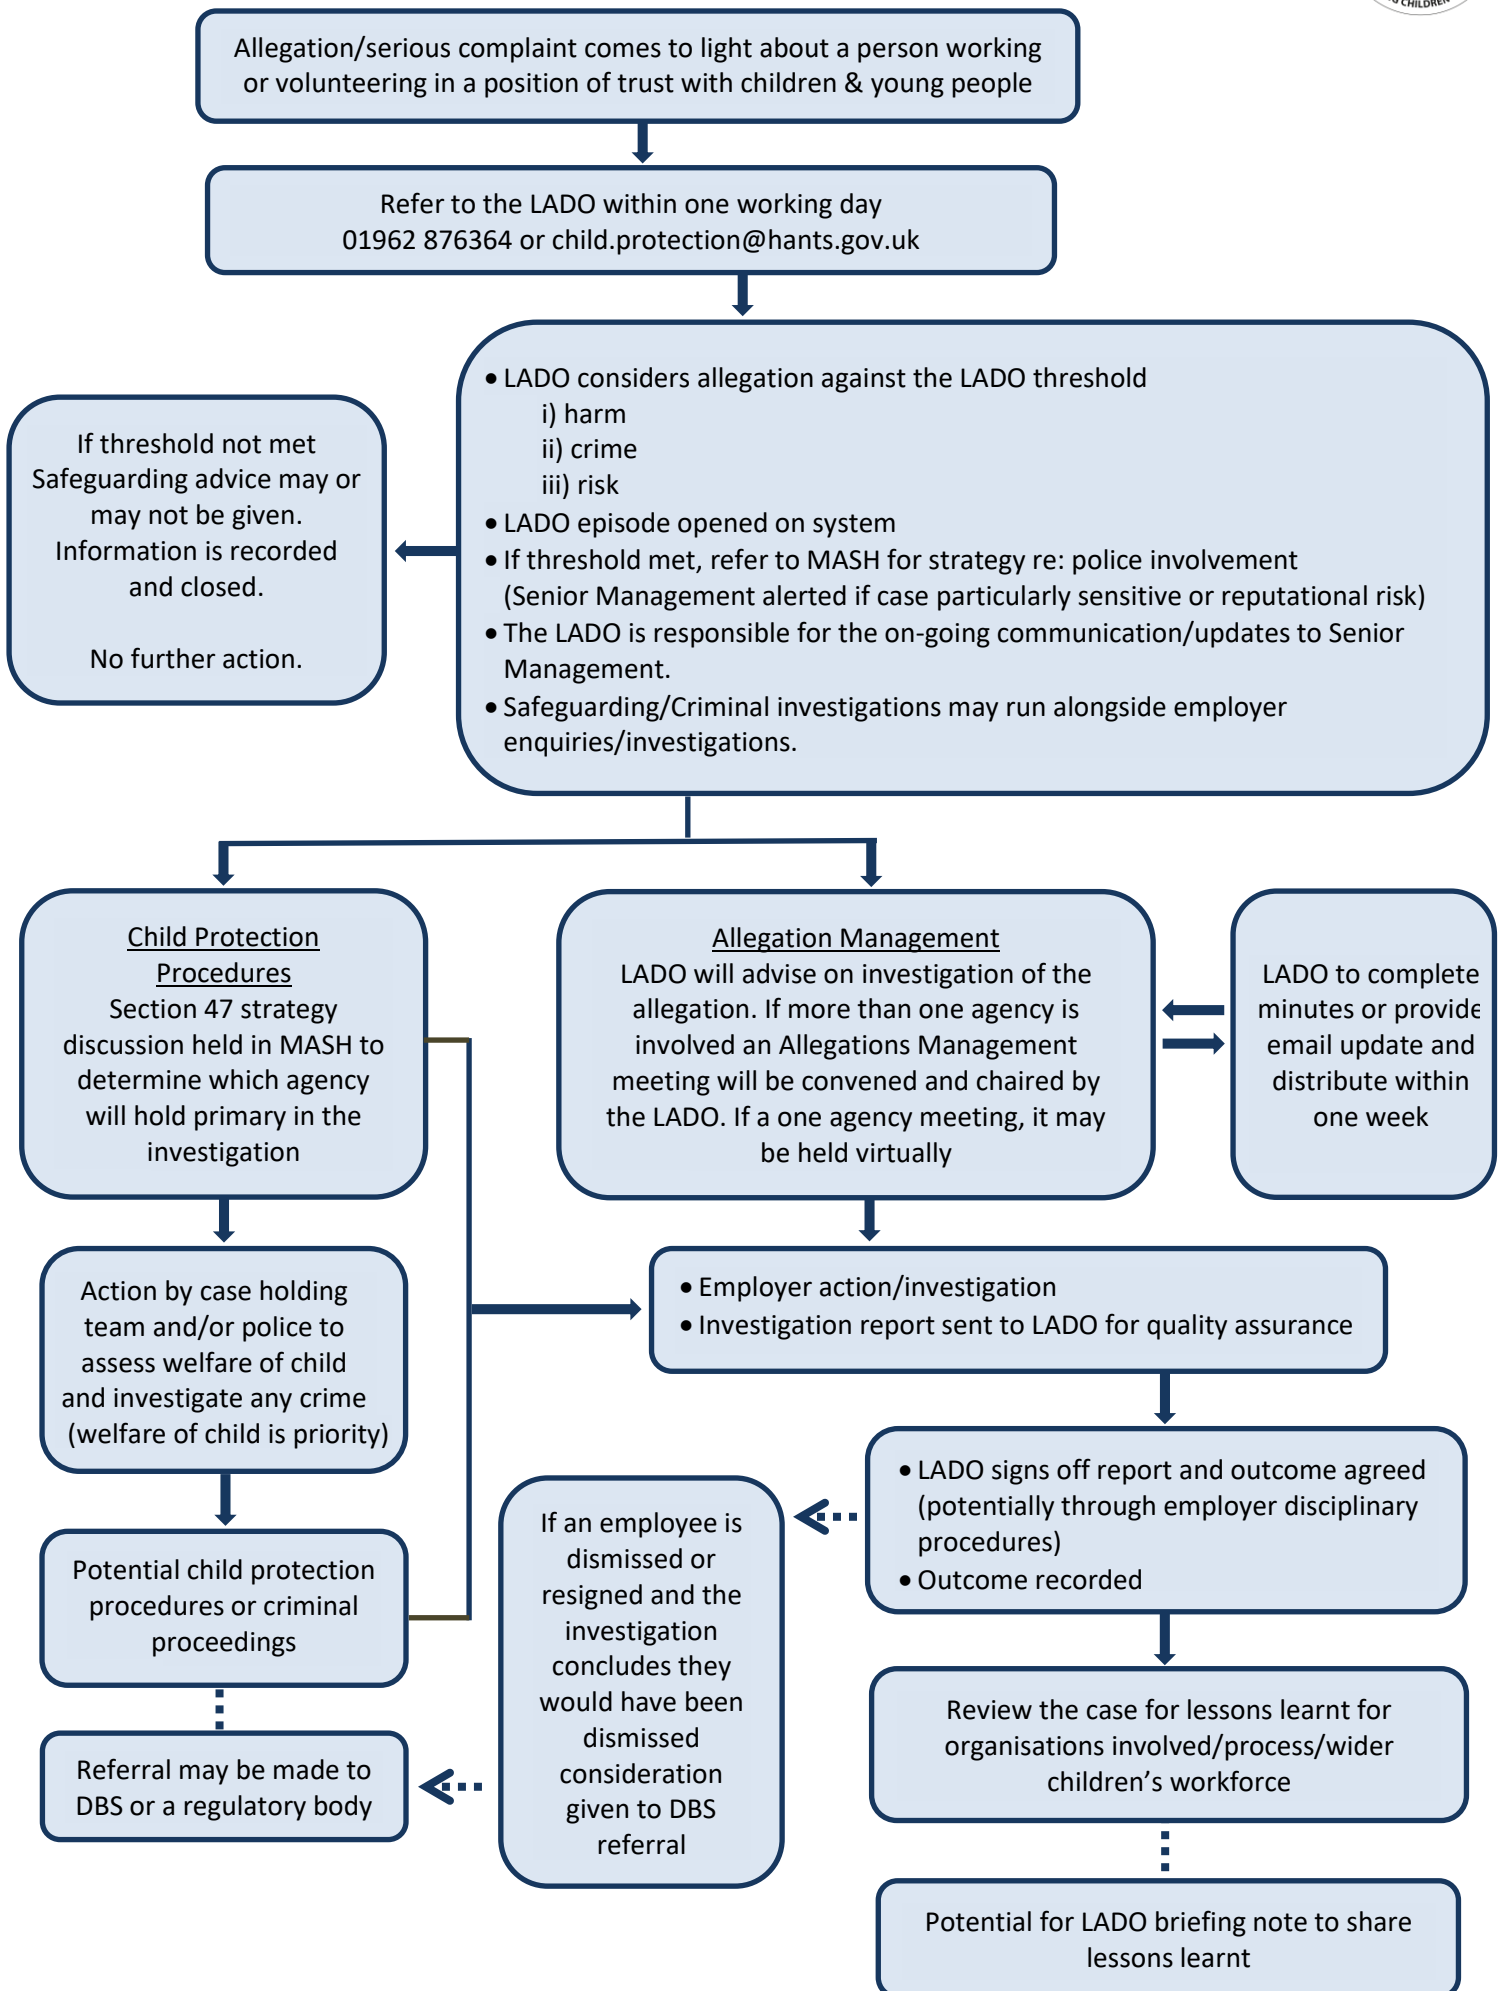 G CHILDREN
Allegation/serious complaint comes to light about a person working
or volunteering in a position of trust with children & young people
Refer to the LADO within one working day
01962 876364 or child.protection@hants.gov.uk
• LADO considers allegation against the LADO threshold
i) harm
ii) crime
iii) risk
• LADO episode opened on system
• If threshold met, refer to MASH for strategy re: police involvement
(Senior Management alerted if case particularly sensitive or reputational risk)
• The LADO is responsible for the on-going communication/updates to Senior
Management.
• Safeguarding/Criminal investigations may run alongside employer
enquiries/investigations.
If threshold not met
Safeguarding advice may or
may not be given.
Information is recorded
and closed.
No further action.
Child Protection
Procedures
Section 47 strategy
discussion held in MASH to
determine which agency
will hold primary in the
investigation
Allegation Management
LADO will advise on investigation of the
allegation. If more than one agency is
involved an Allegations Management
meeting will be convened and chaired by
the LADO. If a one agency meeting, it may
be held virtually
LADO to complete
minutes or provide
email update and
distribute within
one week
Action by case holding
team and/or police to
assess welfare of child
and investigate any crime
(welfare of child is priority)
• Employer action/investigation
• Investigation report sent to LADO for quality assurance
• LADO signs off report and outcome agreed
(potentially through employer disciplinary
procedures)
• Outcome recorded
If an employee is
dismissed or
resigned and the
investigation
concludes they
would have been
dismissed
consideration
given to DBS
referral
Potential child protection
procedures or criminal
proceedings
Referral may be made to
DBS or a regulatory body
Review the case for lessons learnt for
organisations involved/process/wider
children’s workforce
Potential for LADO briefing note to share
lessons learnt